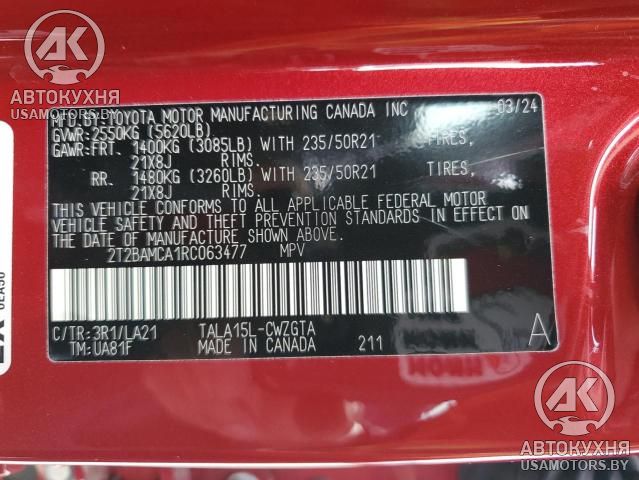 АК
АВТОКУХНЯ
USAMOTORS.BY
MFD. BY: TOYOTA MOTOR MANUFACTURING CANADA INC 03/24
GVWR: 2550KG (5620LB)
GAWR: FRT. 1400KG (3085LB) WITH 235/50R21 TIRES,
21X8J RIMS.
RR. 1480KG (3260LB) WITH 235/50R21 TIRES,
21X8J RIMS.
THIS VEHICLE CONFORMS TO ALL APPLICABLE FEDERAL MOTOR
VEHICLE SAFETY AND THEFT PREVENTION STANDARDS IN EFFECT ON
THE DATE OF MANUFACTURE SHOWN ABOVE.
2T2BAMCA1RC063477 MPV
C/TR: 3R1/LA21 TALA15L-CWZGTA A
TM: UA81F MADE IN CANADA 211
АК
АВТОКУХНЯ
USAMOTORS.BY